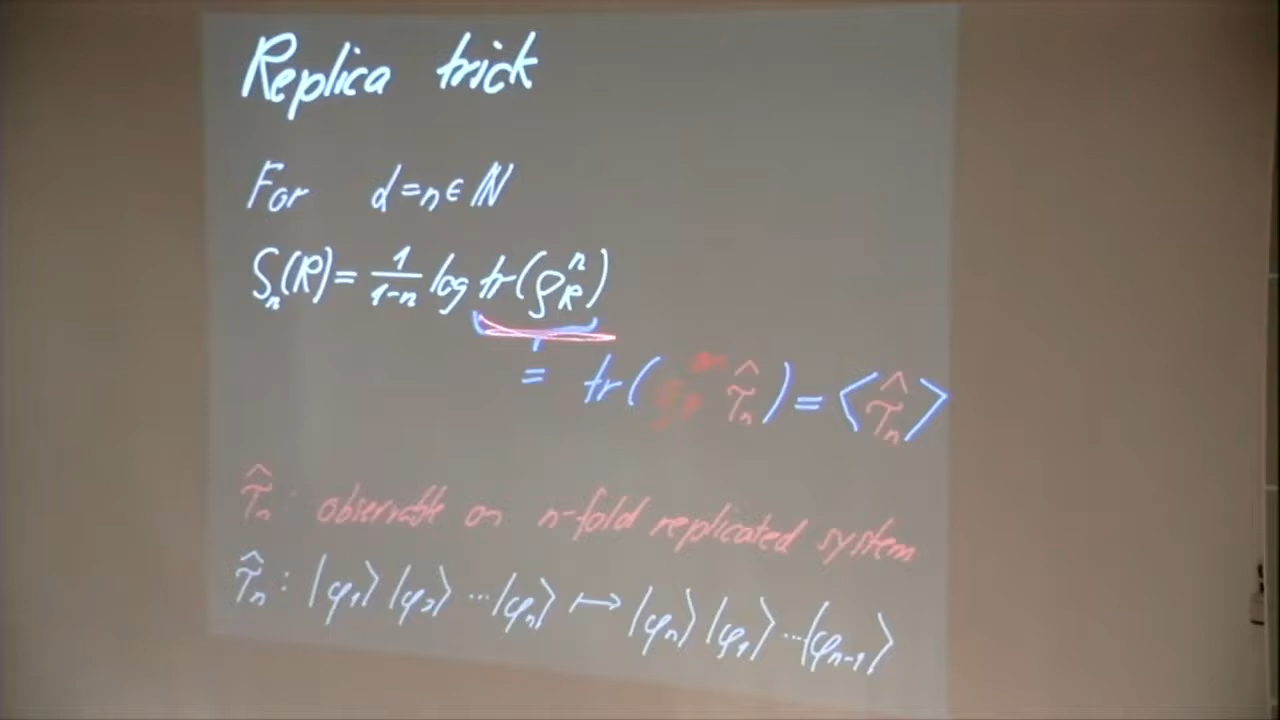 Replica trick
For α=n∈ℕ
Sₙ(R)= 1/(1-n) log tr(ρ_Rⁿ)
= tr( T̂ₙ)=⟨T̂ₙ⟩
T̂ₙ: observable on n-fold replicated system
T̂ₙ: |φ₁⟩|φ₂⟩ ···|φₙ⟩ ↦ |φₙ⟩|φ₁⟩···|φₙ₋₁⟩